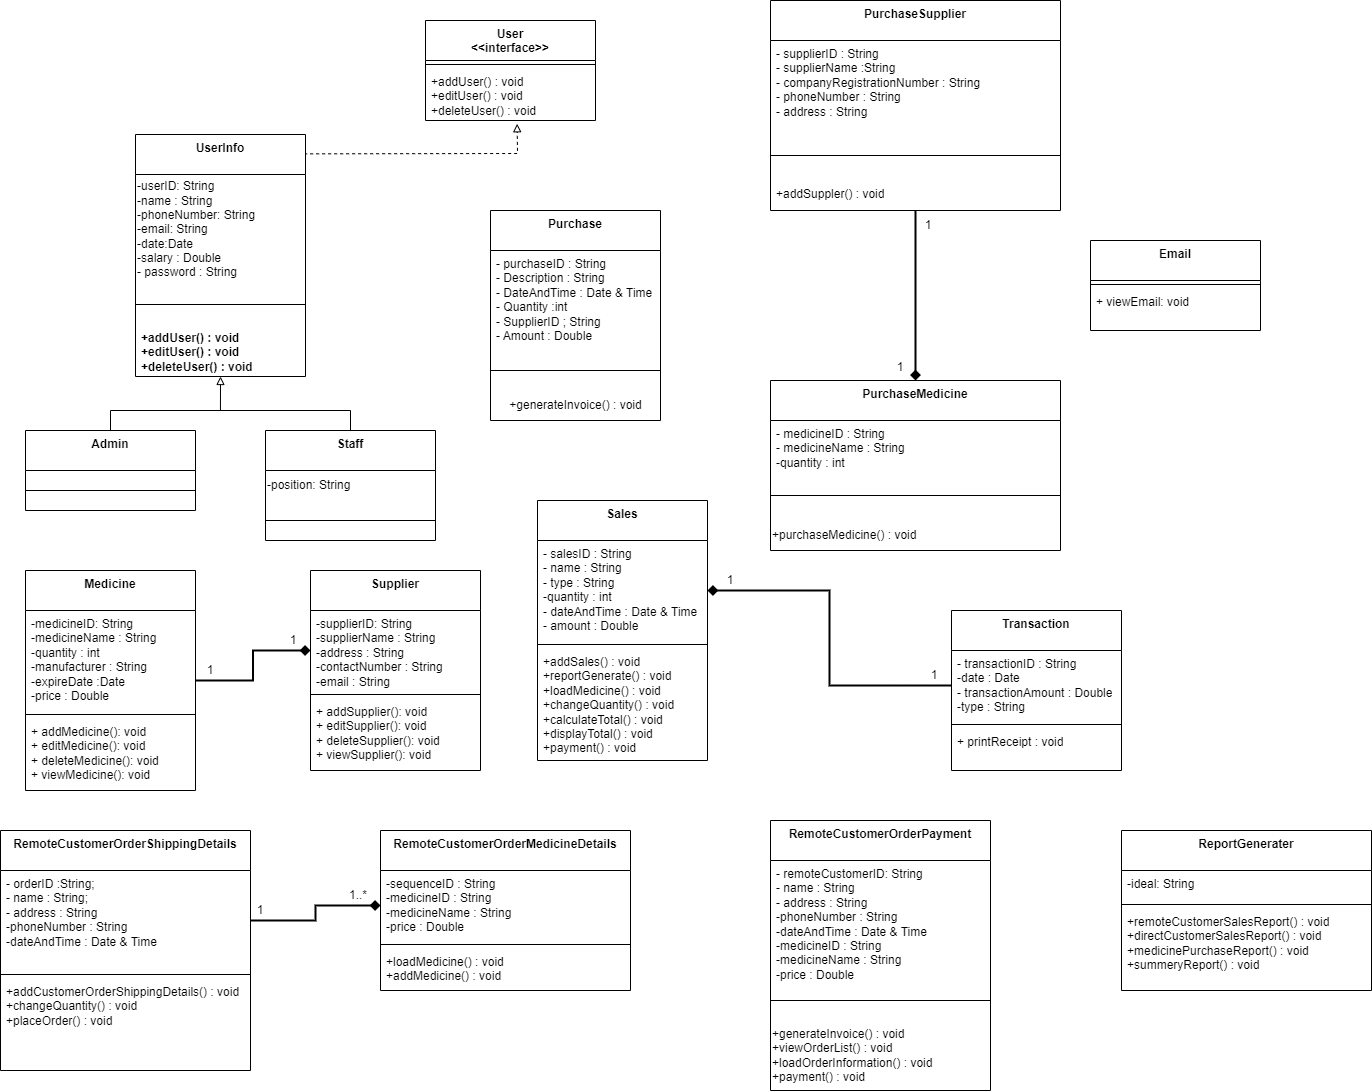 User
<<interface>>
+addUser() : void
+editUser() : void
+deleteUser() : void
PurchaseSupplier
- supplierID : String
- supplierName :String
- companyRegistrationNumber : String
- phoneNumber : String
- address : String
+addSuppler() : void
UserInfo
-userID: String
-name : String
-phoneNumber: String
-email: String
-date:Date
-salary : Double
- password : String
+addUser() : void
+editUser() : void
+deleteUser() : void
Purchase
- purchaseID : String
- Description : String
- DateAndTime : Date & Time
- Quantity :int
- SupplierID ; String
- Amount : Double
+generateInvoice() : void
1
1
Email
+ viewEmail: void
PurchaseMedicine
- medicineID : String
- medicineName : String
-quantity : int
+purchaseMedicine() : void
Admin
Staff
-position: String
Sales
- salesID : String
- name : String
- type : String
-quantity : int
- dateAndTime : Date & Time
- amount : Double
+addSales() : void
+reportGenerate() : void
+loadMedicine() : void
+changeQuantity() : void
+calculateTotal() : void
+displayTotal() : void
+payment() : void
1
1
Medicine
-medicineID: String
-medicineName : String
-quantity : int
-manufacturer : String
-expireDate :Date
-price : Double
+ addMedicine(): void
+ editMedicine(): void
+ deleteMedicine(): void
+ viewMedicine(): void
1
1
Supplier
-supplierID: String
-supplierName : String
-address : String
-contactNumber : String
-email : String
+ addSupplier(): void
+ editSupplier(): void
+ deleteSupplier(): void
+ viewSupplier(): void
Transaction
- transactionID : String
-date : Date
- transactionAmount : Double
-type : String
+ printReceipt : void
RemoteCustomerOrderShippingDetails
- orderID :String;
- name : String;
- address : String
-phoneNumber : String
-dateAndTime : Date & Time
+addCustomerOrderShippingDetails() : void
+changeQuantity() : void
+placeOrder() : void
1
1..*
RemoteCustomerOrderMedicineDetails
-sequenceID : String
-medicineID : String
-medicineName : String
-price : Double
+loadMedicine() : void
+addMedicine() : void
RemoteCustomerOrderPayment
- remoteCustomerID: String
- name : String
- address : String
-phoneNumber : String
-dateAndTime : Date & Time
-medicineID : String
-medicineName : String
-price : Double
+generateInvoice() : void
+viewOrderList() : void
+loadOrderInformation() : void
+payment() : void
ReportGenerater
-ideal: String
+remoteCustomerSalesReport() : void
+directCustomerSalesReport() : void
+medicinePurchaseReport() : void
+summeryReport() : void